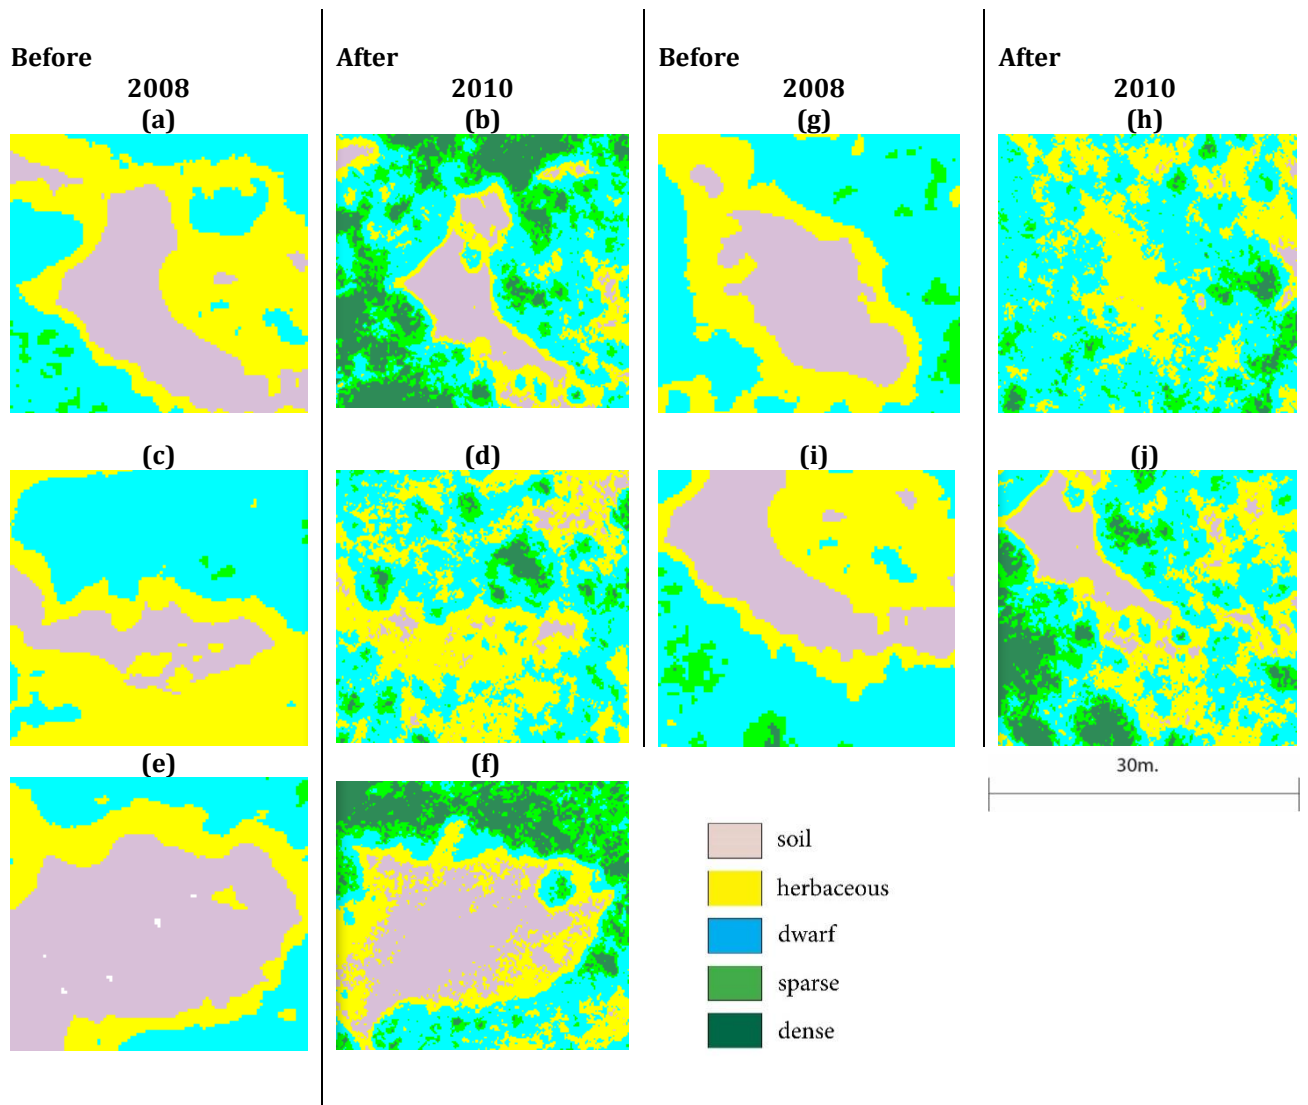 Before
2008
(a)
After
2010
(b)
Before
2008
(g)
After
2010
(h)
(c)
(d)
(i)
(j)
(e)
(f)
30m.
soil
herbaceous
dwarf
sparse
dense